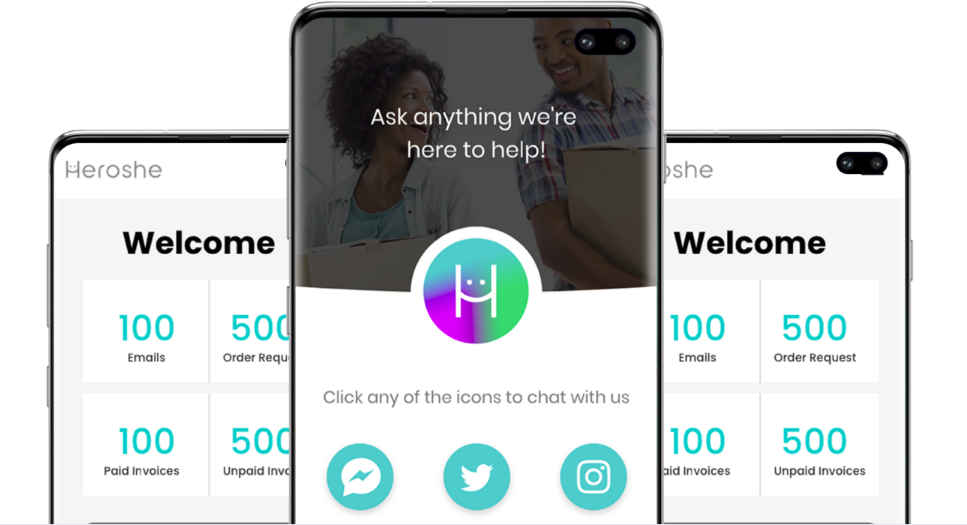 Heroshe
Welcome
100
Emails
500
Order Requ
100
Paid Invoices
500
Unpaid Invo
Ask anything we're
here to help!
Click any of the icons to chat with us
oshe
Welcome
100
Emails
500
Order Request
100
aid Invoices
500
Unpaid Invoices